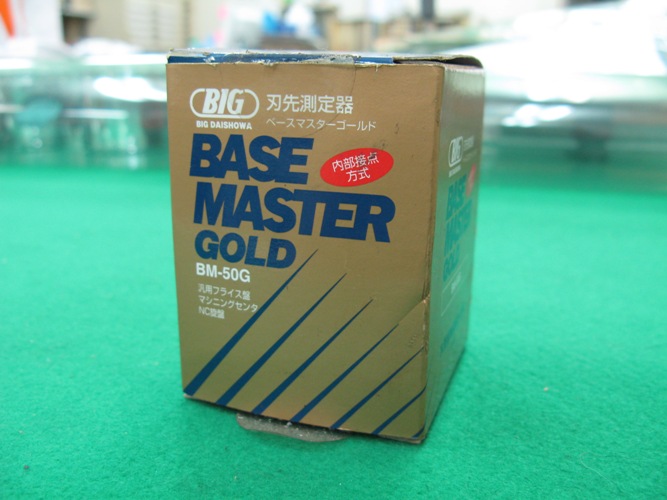 BIG
BIG DAISHOWA
刃先測定器
ベースマスターゴールド
BASE
MASTER
GOLD
内部接点
方式
BM-50G
汎用フライス盤
マシニングセンタ
NC旋盤
BIG
BASE
MASTER
GOLD